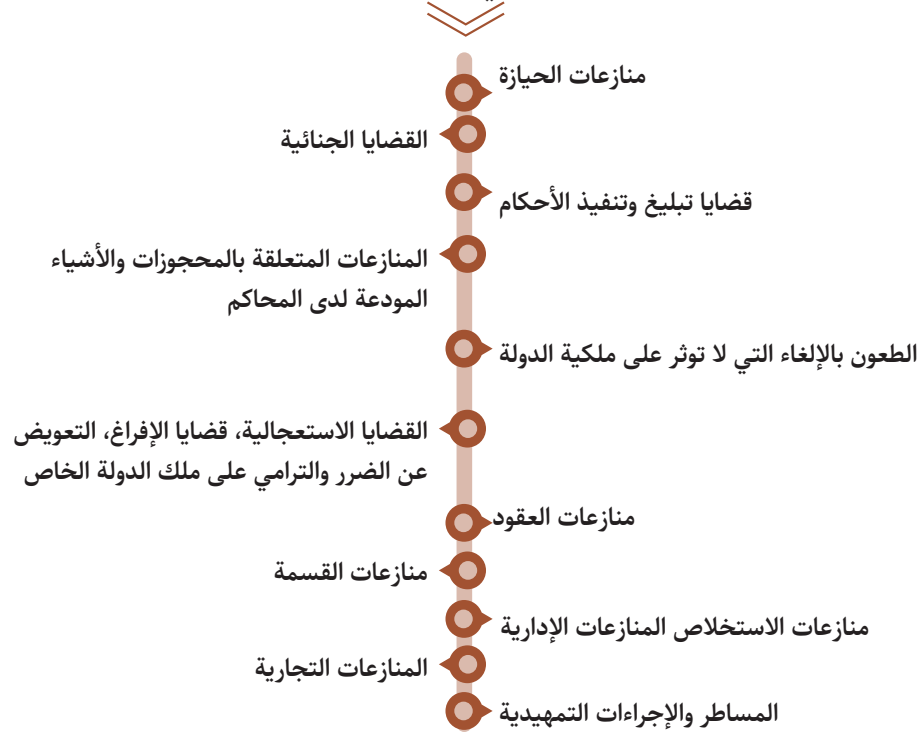 منازعات الحيازة
القضايا الجنائية
قضايا تبليغ وتنفيذ الأحكام
المنازعات المتعلقة بالمحجوزات والأشياء
المودعة لدى المحاكم
الطعون بالإلغاء التي لا توثر على ملكية الدولة
القضايا الاستعجالية، قضايا الإفراغ، التعويض
عن الضرر والترامي على ملك الدولة الخاص
منازعات العقود
منازعات القسمة
منازعات الاستخلاص المنازعات الإدارية
المنازعات التجارية
المساطر والإجراءات التمهيدية